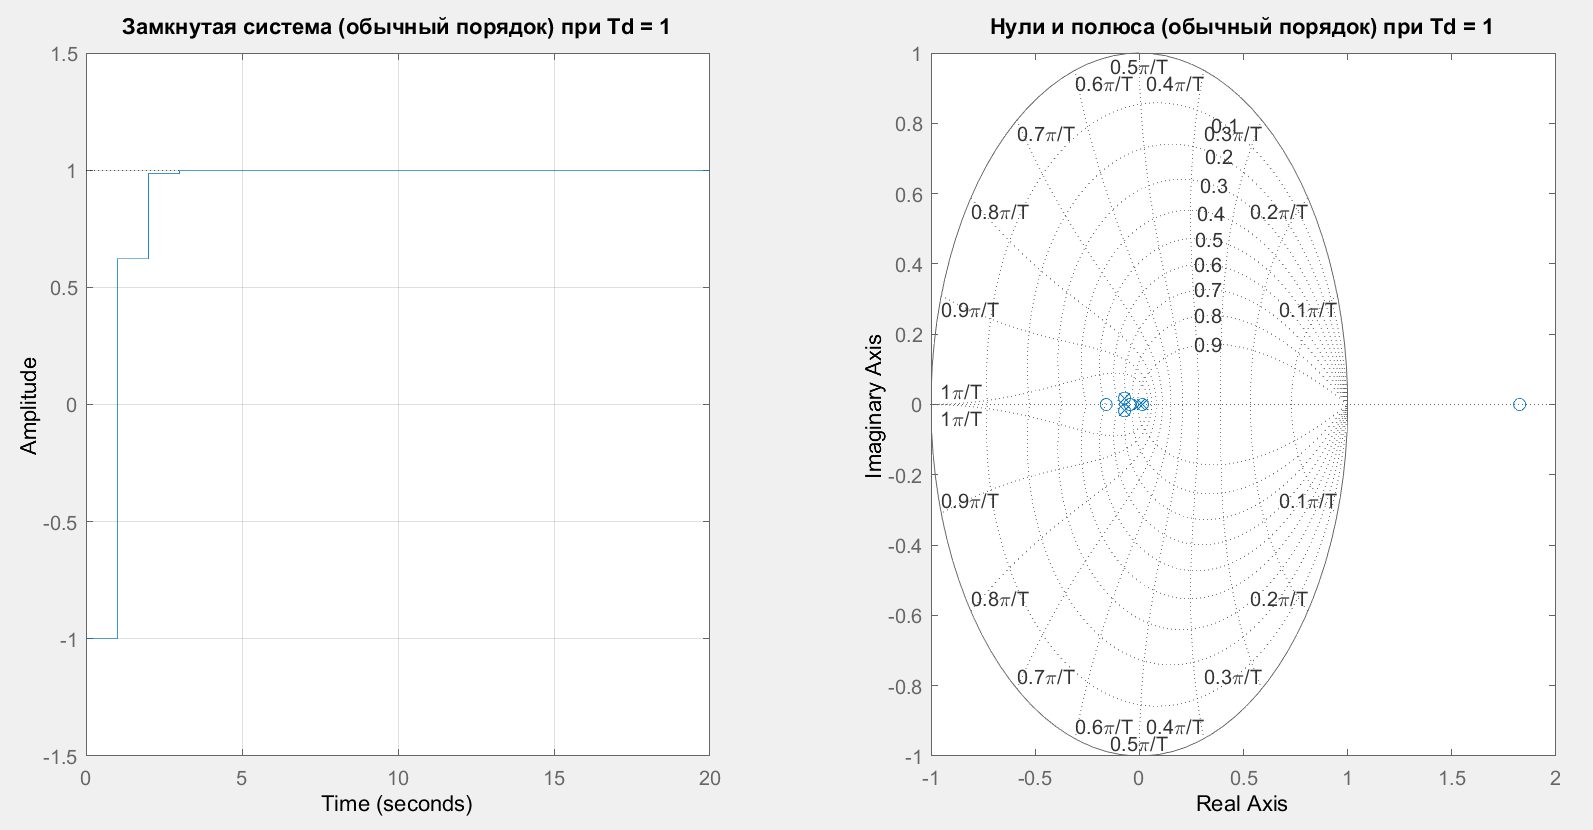 Замкнутая система (обычный порядок) при Td = 1
1.5
1
0.5
0
-0.5
-1
-1.5
0
5
10
15
20
Time (seconds)
Amplitude
Нули и полюса (обычный порядок) при Td = 1
1
0.8
0.6
0.4
0.2
0
-0.2
-0.4
-0.6
-0.8
-1
-1
-0.5
0
0.5
1
1.5
2
Real Axis
Imaginary Axis
0.5π/T
0.6π/T
0.4π/T
0.1
0.7π/T
0.3π/T
0.2
0.3
0.8π/T
0.4
0.2π/T
0.5
0.6
0.7
0.9π/T
0.8
0.1π/T
0.9
1π/T
1π/T
0.9π/T
0.1π/T
0.8π/T
0.2π/T
0.7π/T
0.3π/T
0.6π/T
0.4π/T
0.5π/T